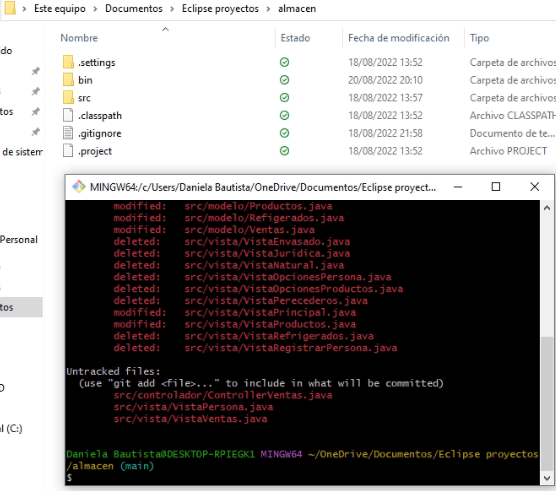 Este equipo > Documentos > Eclipse proyectos > almacen
Nombre Estado Fecha de modificación Tipo
.settings 18/08/2022 13:52 Carpeta de archivos
bin 20/08/2022 20:10 Carpeta de archivos
src 18/08/2022 13:57 Carpeta de archivos
.classpath 18/08/2022 13:52 Archivo CLASSPATH
.gitignore 18/08/2022 21:58 Documento de te...
.project 18/08/2022 13:52 Archivo PROJECT
de sistem
Personal
l (C:)
MINGW64:/c/Users/Daniela Bautista/OneDrive/Documentos/Eclipse proyect...
modified: src/modelo/Productos.java
modified: src/modelo/Refigerados.java
modified: src/modelo/Ventas.java
deleted: src/vista/VistaEnvasado.java
deleted: src/vista/VistaJuridica.java
deleted: src/vista/VistaNatural.java
deleted: src/vista/VistaOpcionesPersona.java
deleted: src/vista/VistaOpcionesProductos.java
deleted: src/vista/VistaPerecederos.java
modified: src/vista/VistaPrincipal.java
modified: src/vista/VistaProductos.java
deleted: src/vista/VistaRefrigerados.java
deleted: src/vista/VistaRegistrarPersona.java
Untracked files:
(use "git add <file>..." to include in what will be committed)
src/controlador/ControllerVentas.java
src/vista/VistaPersona.java
src/vista/VistaVentas.java
Daniela Bautista@DESKTOP-RPIEGK1 MINGW64 ~/OneDrive/Documentos/Eclipse proyectos
/almacen (main)
$